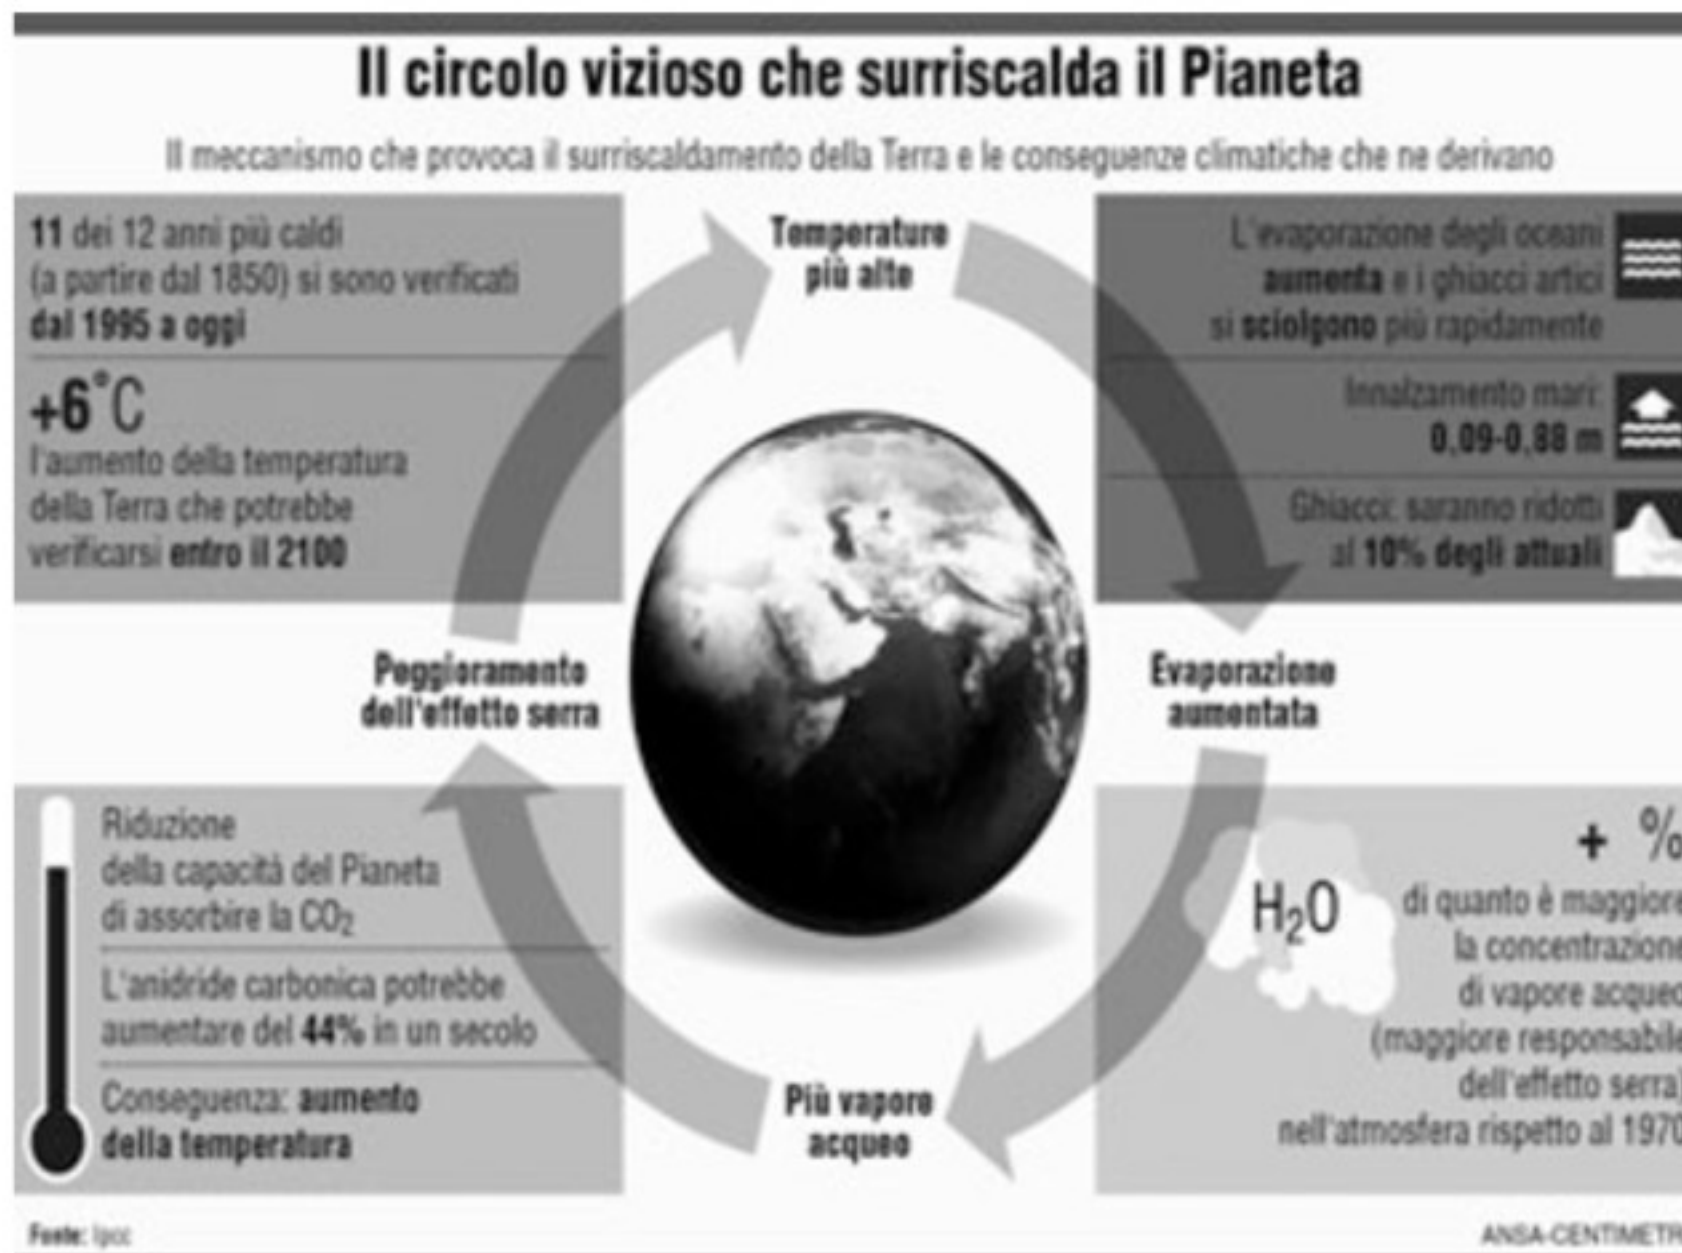 Il circolo vizioso che surriscalda il Pianeta
Il meccanismo che provoca il surriscaldamento della Terra e le conseguenze climatiche che ne derivano
11 dei 12 anni più caldi
(a partire dal 1850) si sono verificati
dal 1995 a oggi
+6°C
l'aumento della temperatura
della Terra che potrebbe
verificarsi entro il 2100
Temperature
più alte
L'evaporazione degli oceani
aumenta e i ghiacci artici
si sciolgono più rapidamente
Innalzamento mari:
0,09-0,88 m
Ghiacci: saranno ridotti
al 10% degli attuali
Peggioramento
dell'effetto serra
Evaporazione
aumentata
Riduzione
della capacità del Pianeta
di assorbire la CO2
L'anidride carbonica potrebbe
aumentare del 44% in un secolo
Conseguenza: aumento
della temperatura
Più vapore
acqueo
H2O
+ %
di quanto è maggiore
la concentrazione
di vapore acqueo
(maggiore responsabile
dell'effetto serra)
nell'atmosfera rispetto al 1970
Fonte: Ipcc
ANSA-CENTIMETR